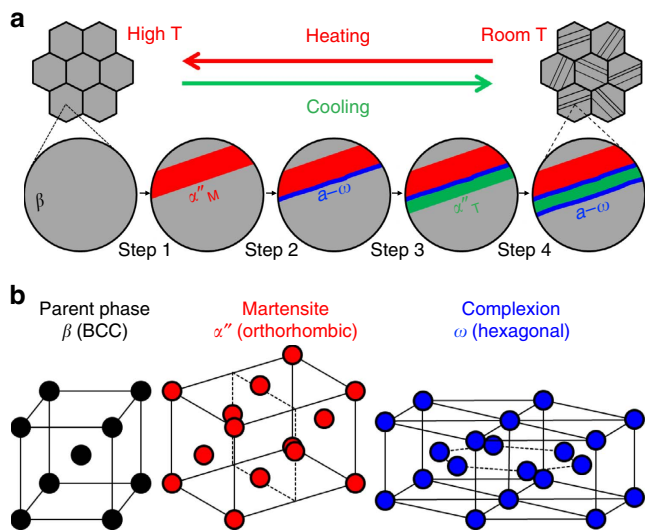 a
High T
Heating
Room T
Cooling
β
α″ M
a–ω
α″ T
a–ω
Step 1
Step 2
Step 3
Step 4
b
Parent phase
β (BCC)
Martensite
α″ (orthorhombic)
Complexion
ω (hexagonal)